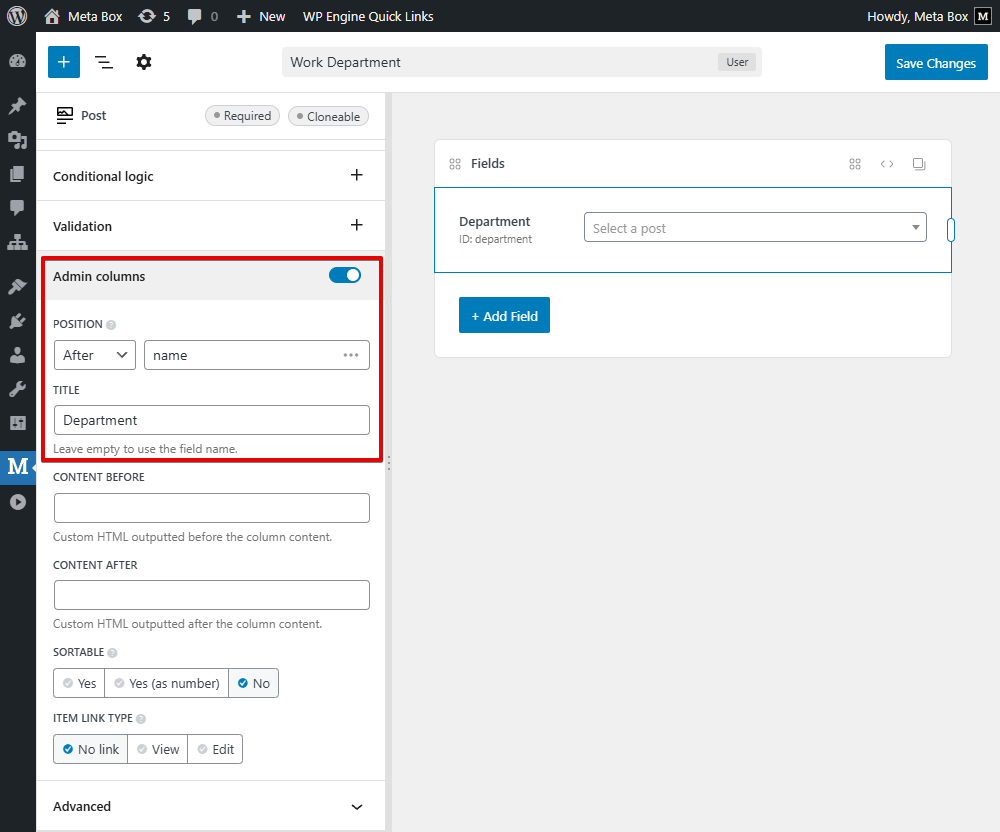 Meta Box 5 0 New WP Engine Quick Links Howdy, Meta Box M
+ Work Department User Save Changes
Post Required Cloneable
Conditional logic +
Validation +
Admin columns
POSITION ?
After name •••
TITLE
Department
Leave empty to use the field name.
CONTENT BEFORE
Custom HTML outputted before the column content.
CONTENT AFTER
Custom HTML outputted after the column content.
SORTABLE ?
Yes Yes (as number) No
ITEM LINK TYPE ?
No link View Edit
Advanced
M
Fields
Department Select a post
ID: department
+ Add Field